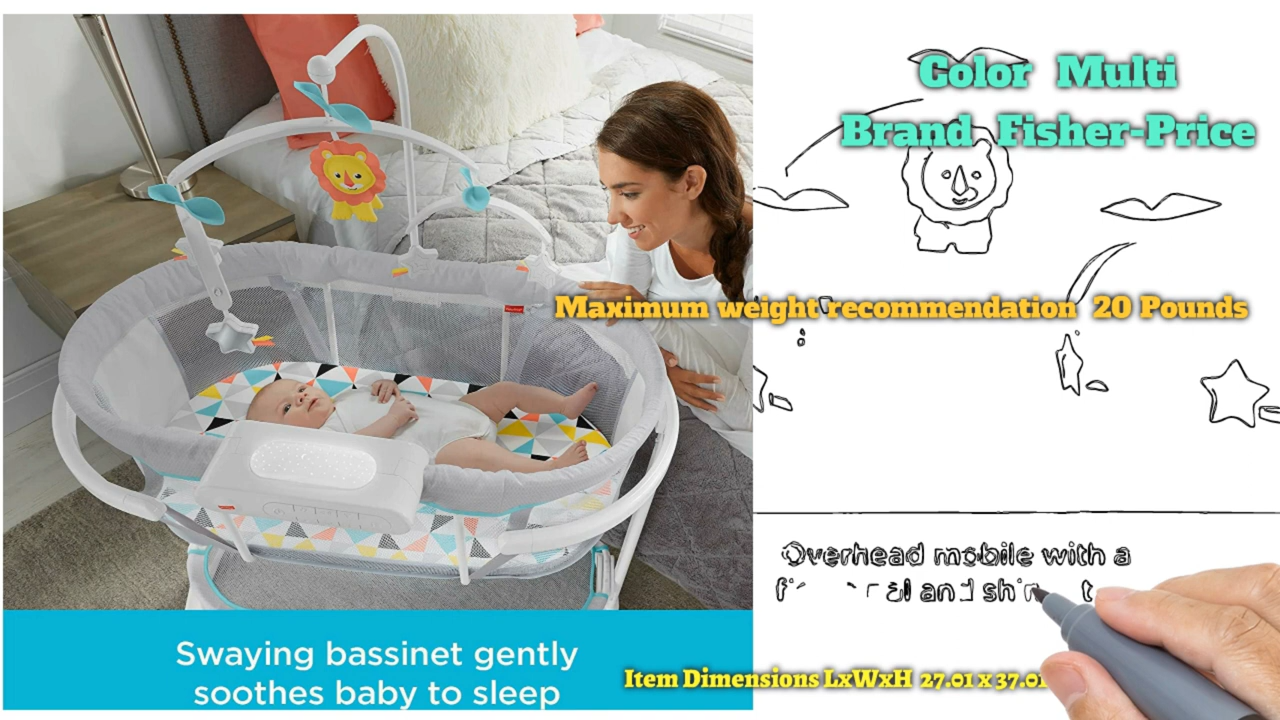 Color Multi
Brand Fisher-Price
Maximum weight recommendation 20 Pounds
Overhead mobile with a
and
Swaying bassinet gently
soothes baby to sleep
Item Dimensions LxWxH 27.01 x 37.01